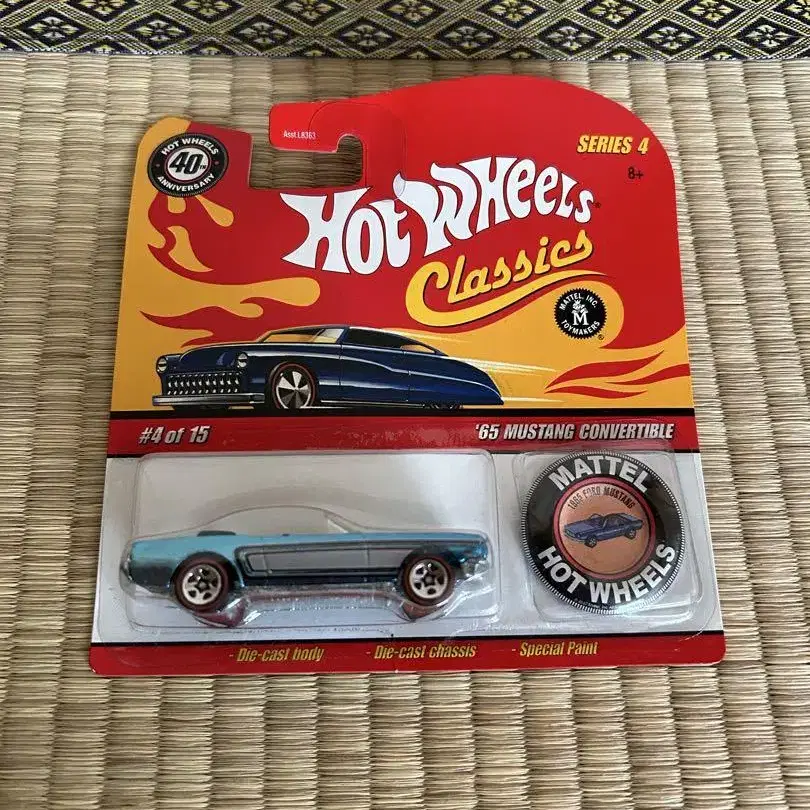 Asst.L8363
HOT WHEELS
40TH
ANNIVERSARY
SERIES 4
8+
HOT WHEELS
Classics
MATTEL, INC.
M
TOYMAKERS
#4 of 15
'65 MUSTANG CONVERTIBLE
MATTEL
1965 FORD MUSTANG
HOT WHEELS
- Die-cast body - Die-cast chassis - Special Paint